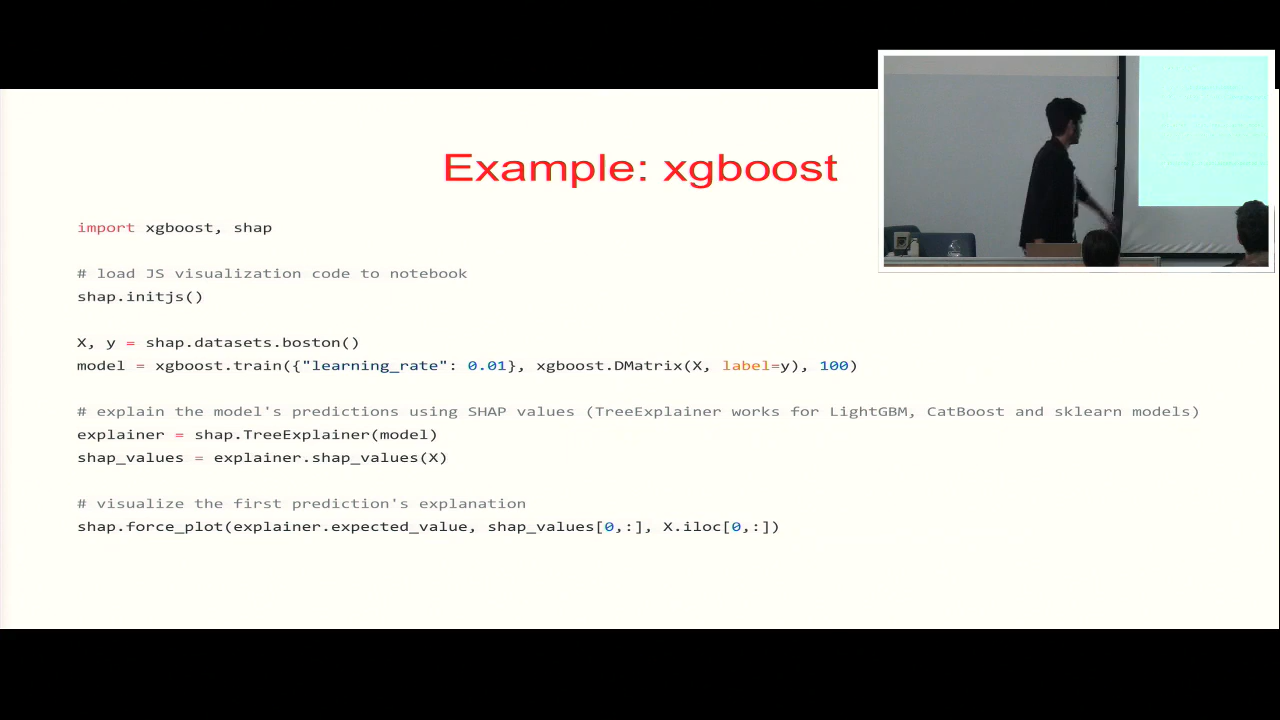 Example: xgboost
import xgboost, shap
# load JS visualization code to notebook
shap.initjs()
X, y = shap.datasets.boston()
model = xgboost.train({"learning_rate": 0.01}, xgboost.DMatrix(X, label=y), 100)
# explain the model's predictions using SHAP values (TreeExplainer works for LightGBM, CatBoost and sklearn models)
explainer = shap.TreeExplainer(model)
shap_values = explainer.shap_values(X)
# visualize the first prediction's explanation
shap.force_plot(explainer.expected_value, shap_values[0,:], X.iloc[0,:])